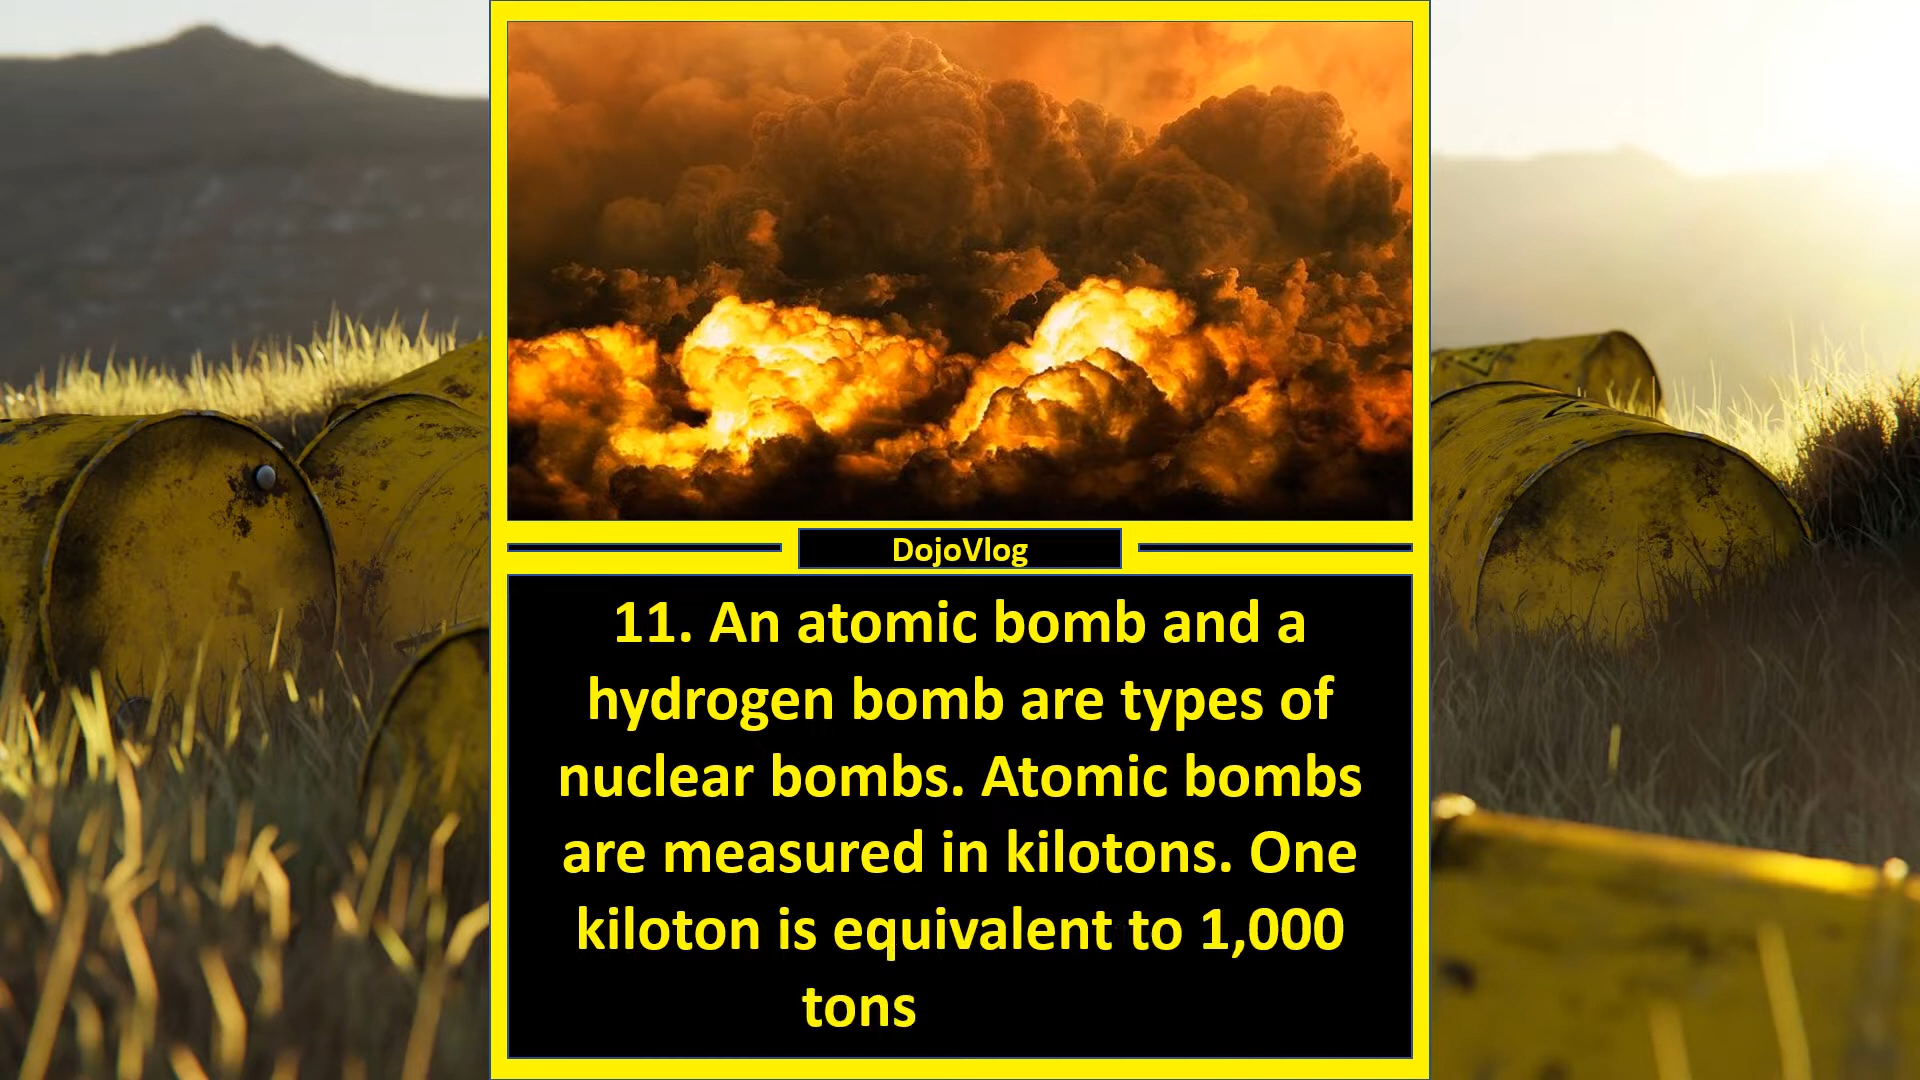 DojoVlog
11. An atomic bomb and a
hydrogen bomb are types of
nuclear bombs. Atomic bombs
are measured in kilotons. One
kiloton is equivalent to 1,000
tons